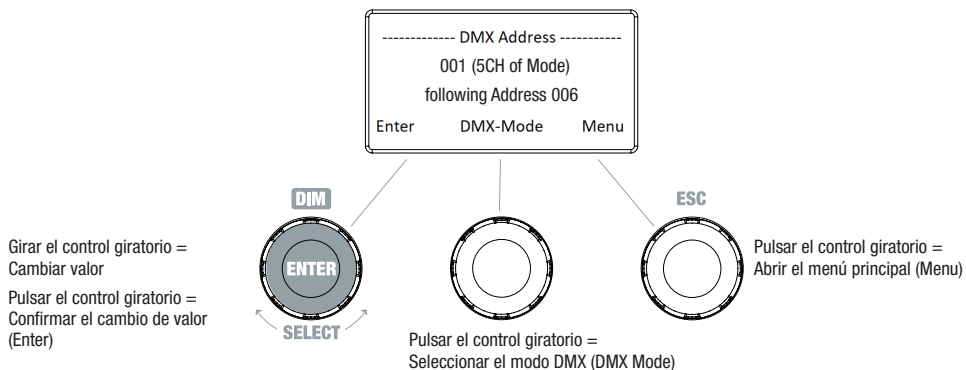 ------------- DMX Address -----------
001 (5CH of Mode)
following Address 006
Enter DMX-Mode Menu
DIM
ESC
Girar el control giratorio =
Cambiar valor
Pulsar el control giratorio =
Confirmar el cambio de valor
(Enter)
ENTER
SELECT
Pulsar el control giratorio =
Seleccionar el modo DMX (DMX Mode)
Pulsar el control giratorio =
Abrir el menú principal (Menu)